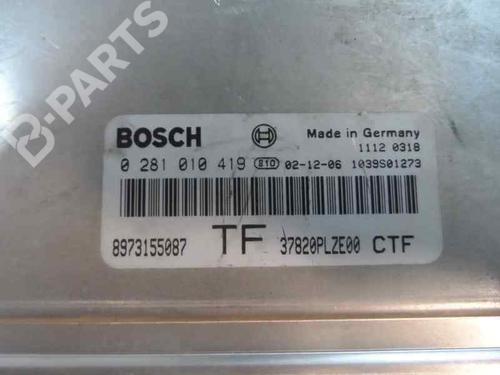 B-PARTS
BOSCH
Made in Germany
1112 0318
0 281 010 419 810 02-12-06 1039S01273
8973155087 TF 37820PLZE00 CTF